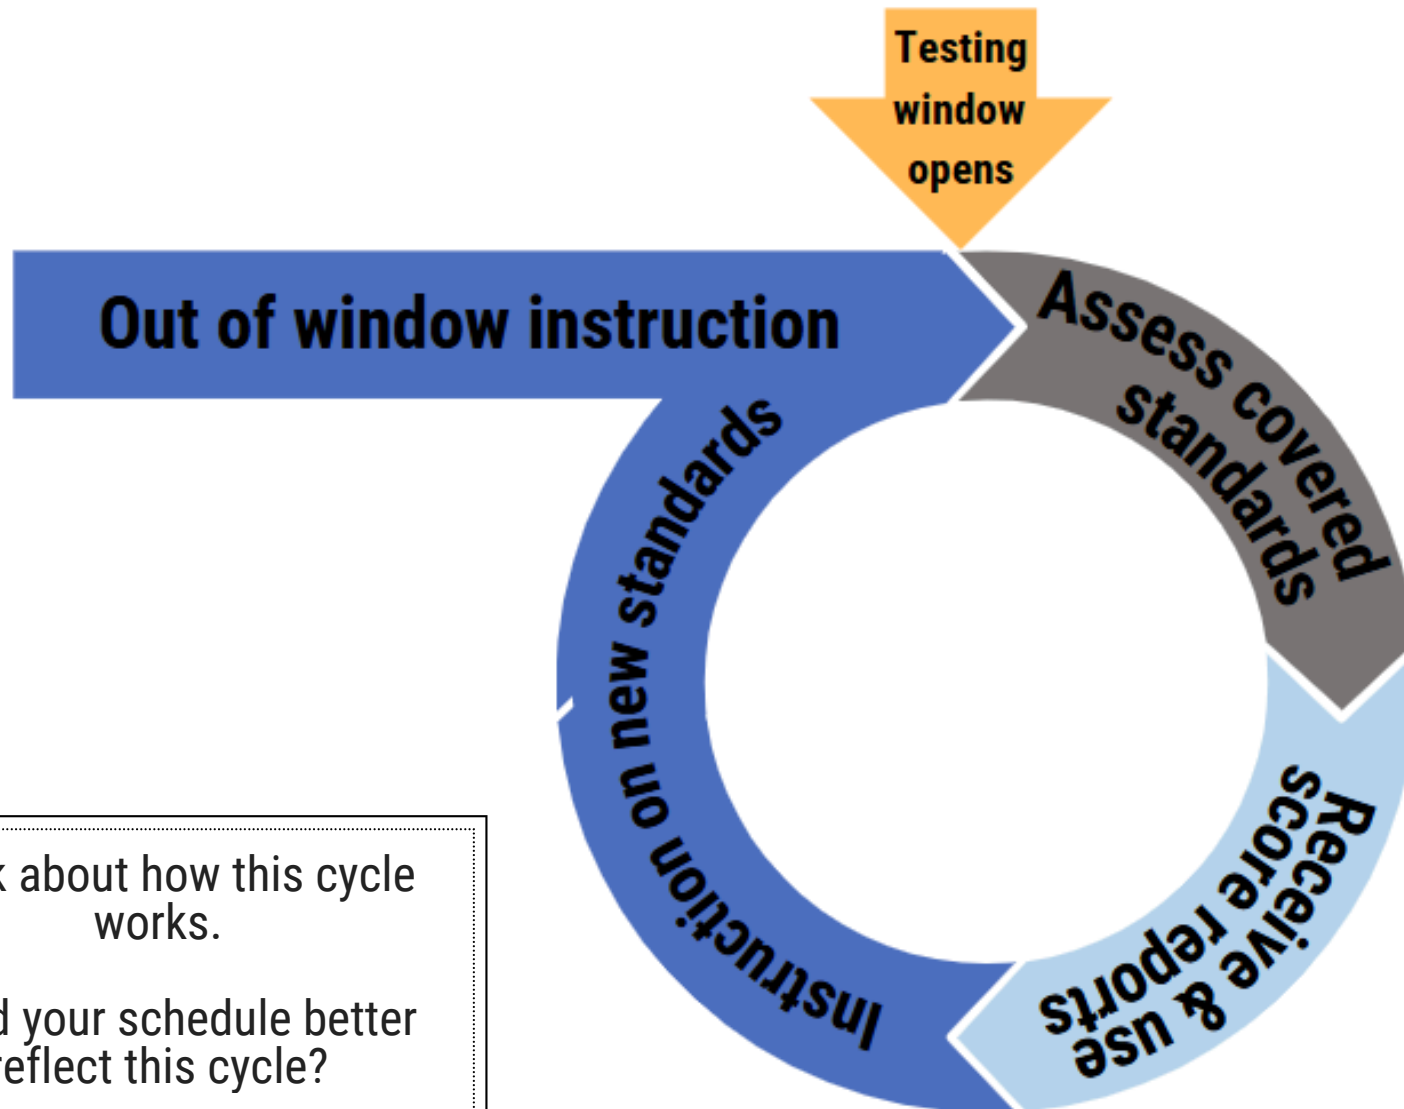 Testing
window
opens
Out of window instruction
Assess covered
standards
Receive & use
score reports
Instruction on new standards
about how this cycle
works.
your schedule better
reflect this cycle?